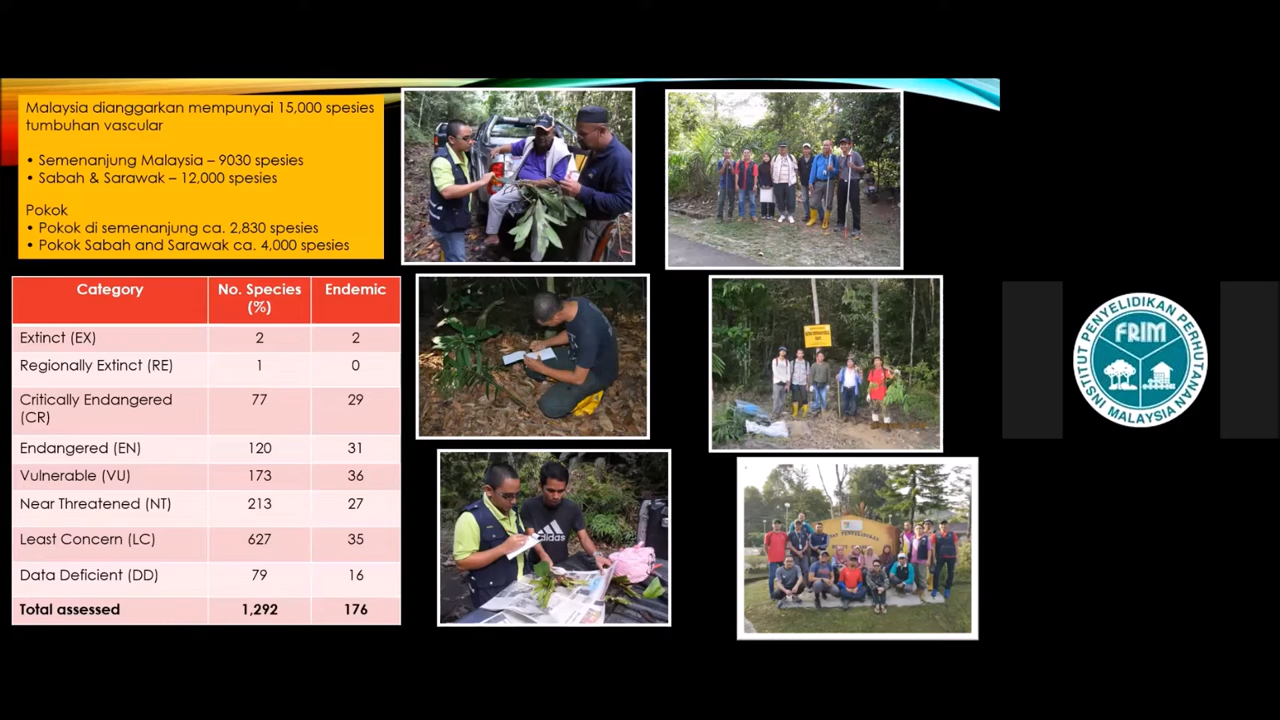 Malaysia dianggarkan mempunyai 15,000 spesies
tumbuhan vascular
• Semenanjung Malaysia – 9030 spesies
• Sabah & Sarawak – 12,000 spesies
Pokok
• Pokok di semenanjung ca. 2,830 spesies
• Pokok Sabah and Sarawak ca. 4,000 spesies
Category No. Species (%) Endemic
Extinct (EX) 2 2
Regionally Extinct (RE) 1 0
Critically Endangered (CR) 77 29
Endangered (EN) 120 31
Vulnerable (VU) 173 36
Near Threatened (NT) 213 27
Least Concern (LC) 627 35
Data Deficient (DD) 79 16
Total assessed 1,292 176
adidas
PENYELIDIKAN
INSTITUT PENYELIDIKAN PERHUTANAN MALAYSIA
FRIM